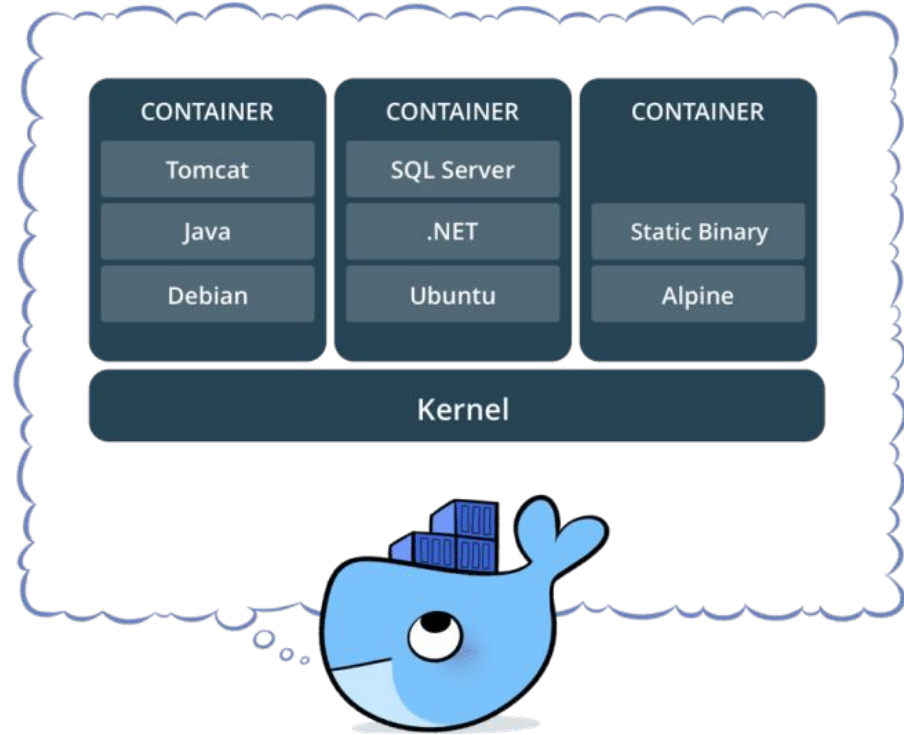 CONTAINER
Tomcat
Java
Debian
CONTAINER
SQL Server
.NET
Ubuntu
CONTAINER
Static Binary
Alpine
Kernel